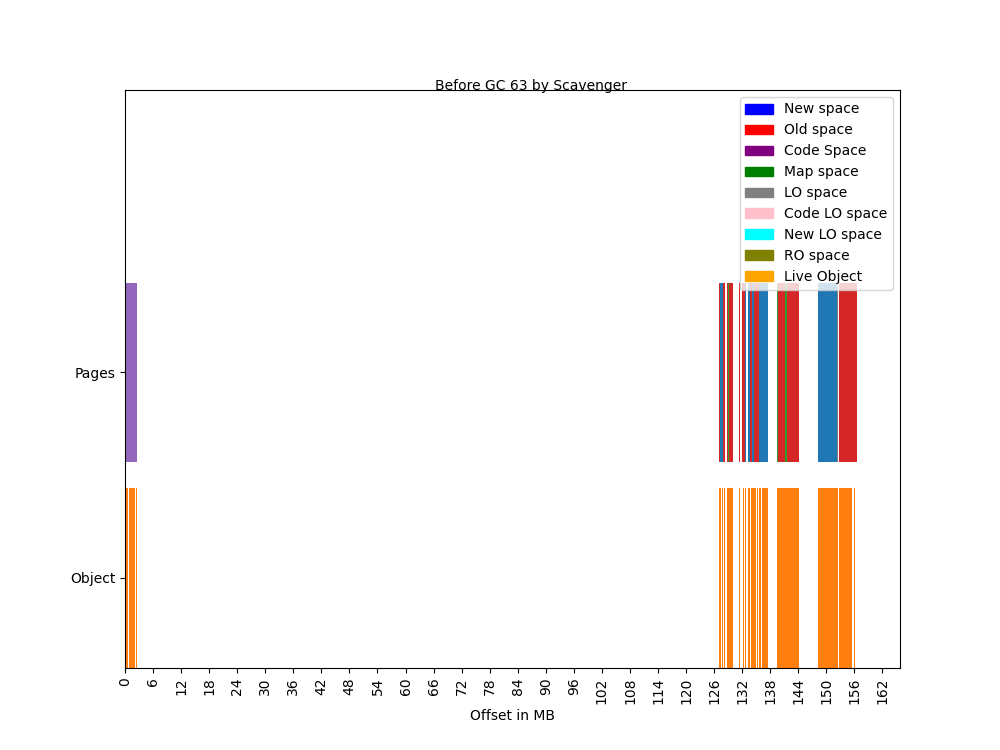 Before GC 63 by Scavenger
New space
Old space
Code Space
Map space
LO space
Code LO space
New LO space
RO space
Live Object
Pages
Object
0 6 12 18 24 30 36 42 48 54 60 66 72 78 84 90 96 102 108 114 120 126 132 138 144 150 156 162
Offset in MB